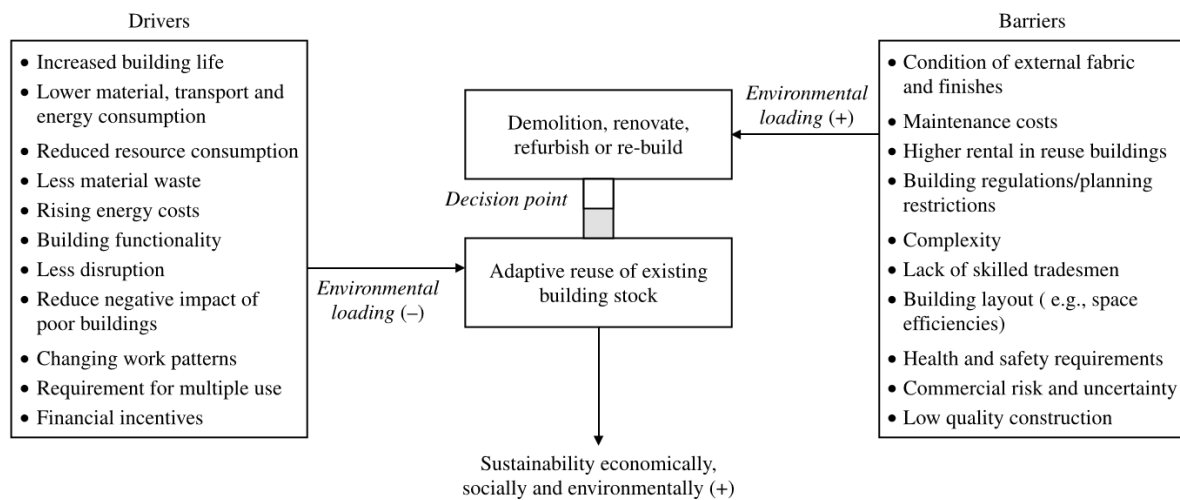 Drivers
• Increased building life
• Lower material, transport and
energy consumption
• Reduced resource consumption
• Less material waste
• Rising energy costs
• Building functionality
• Less disruption
• Reduce negative impact of
poor buildings
• Changing work patterns
• Requirement for multiple use
• Financial incentives
Environmental
loading (–)
Demolition, renovate,
refurbish or re-build
Decision point
Adaptive reuse of existing
building stock
Sustainability economically,
socially and environmentally (+)
Environmental
loading (+)
Barriers
• Condition of external fabric
and finishes
• Maintenance costs
• Higher rental in reuse buildings
• Building regulations/planning
restrictions
• Complexity
• Lack of skilled tradesmen
• Building layout ( e.g., space
efficiencies)
• Health and safety requirements
• Commercial risk and uncertainty
• Low quality construction